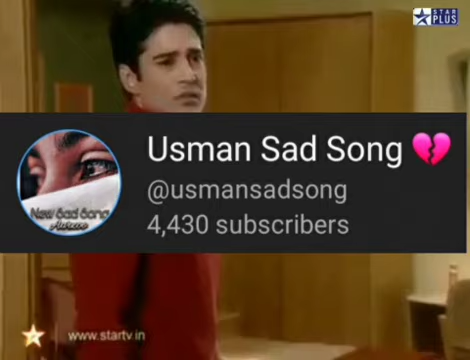 STAR
PLUS
Usman Sad Song 💔
@usmansadsong
4,430 subscribers
New Sad Song
www.startv.in